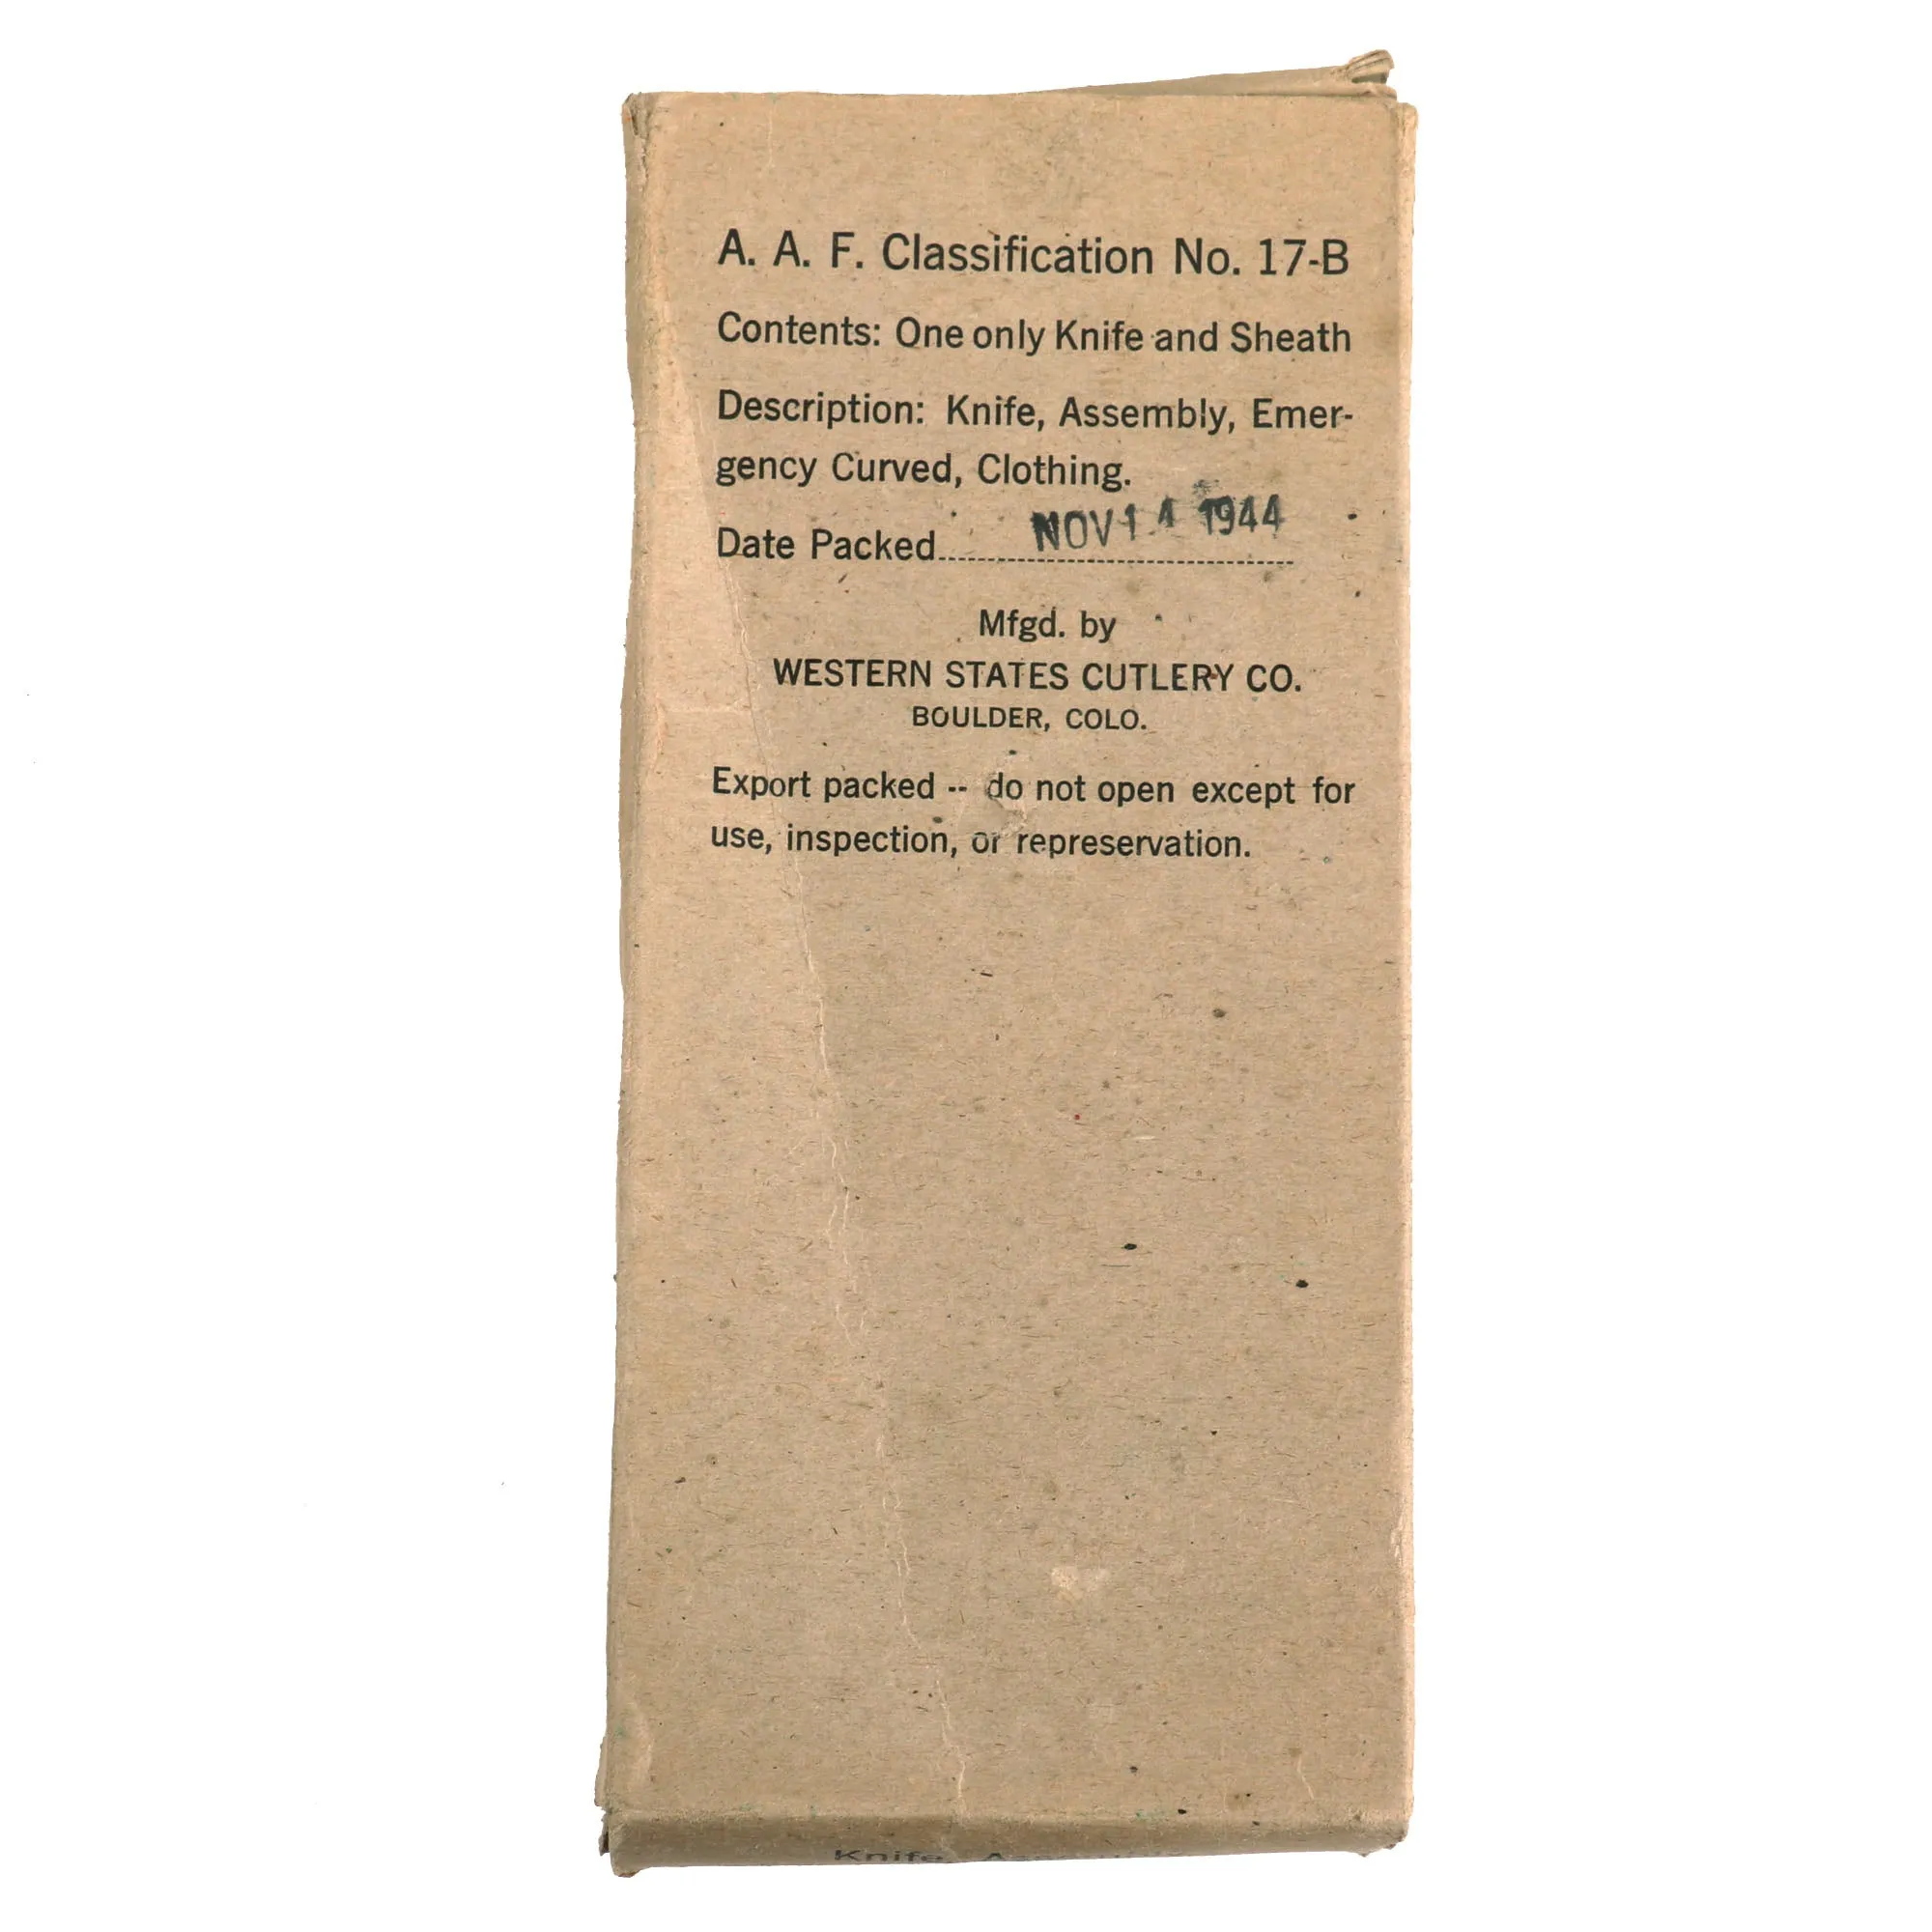 A. A. F. Classification No. 17-B
Contents: One only Knife and Sheath
Description: Knife, Assembly, Emer-
gency Curved, Clothing.
Date Packed NOV 14 1944
Mfgd. by
WESTERN STATES CUTLERY CO.
BOULDER, COLO.
Export packed -- do not open except for
use, inspection, or represervation.
Knife,